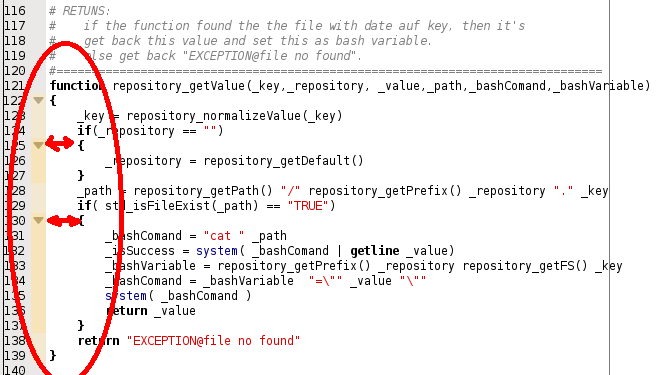 116 # RETUNS:
117 #    if the function found the the file with date auf key, then it's
118 #    get back this value and set this as bash variable.
119 #    else get back "EXCEPTION@file no found".
120 #==============================================================================
121 function repository_getValue(_key,_repository, _value,_path,_bashComand,_bashVariable)
122 {
123     _key = repository_normalizeValue(_key)
124     if(_repository == "")
125     {
126         _repository = repository_getDefault()
127     }
128     _path = repository_getPath() "/" repository_getPrefix() _repository "." _key
129     if( std_isFileExist(_path) == "TRUE")
130     {
131         _bashComand = "cat " _path
132         _isSuccess = system( _bashComand | getline _value)
133         _bashVariable = repository_getPrefix() _repository repository_getFS() _key
134         _bashComand = _bashVariable  "=\"" _value "\""
135         system( _bashComand )
136         return _value
137     }
138     return "EXCEPTION@file no found"
139 }
140